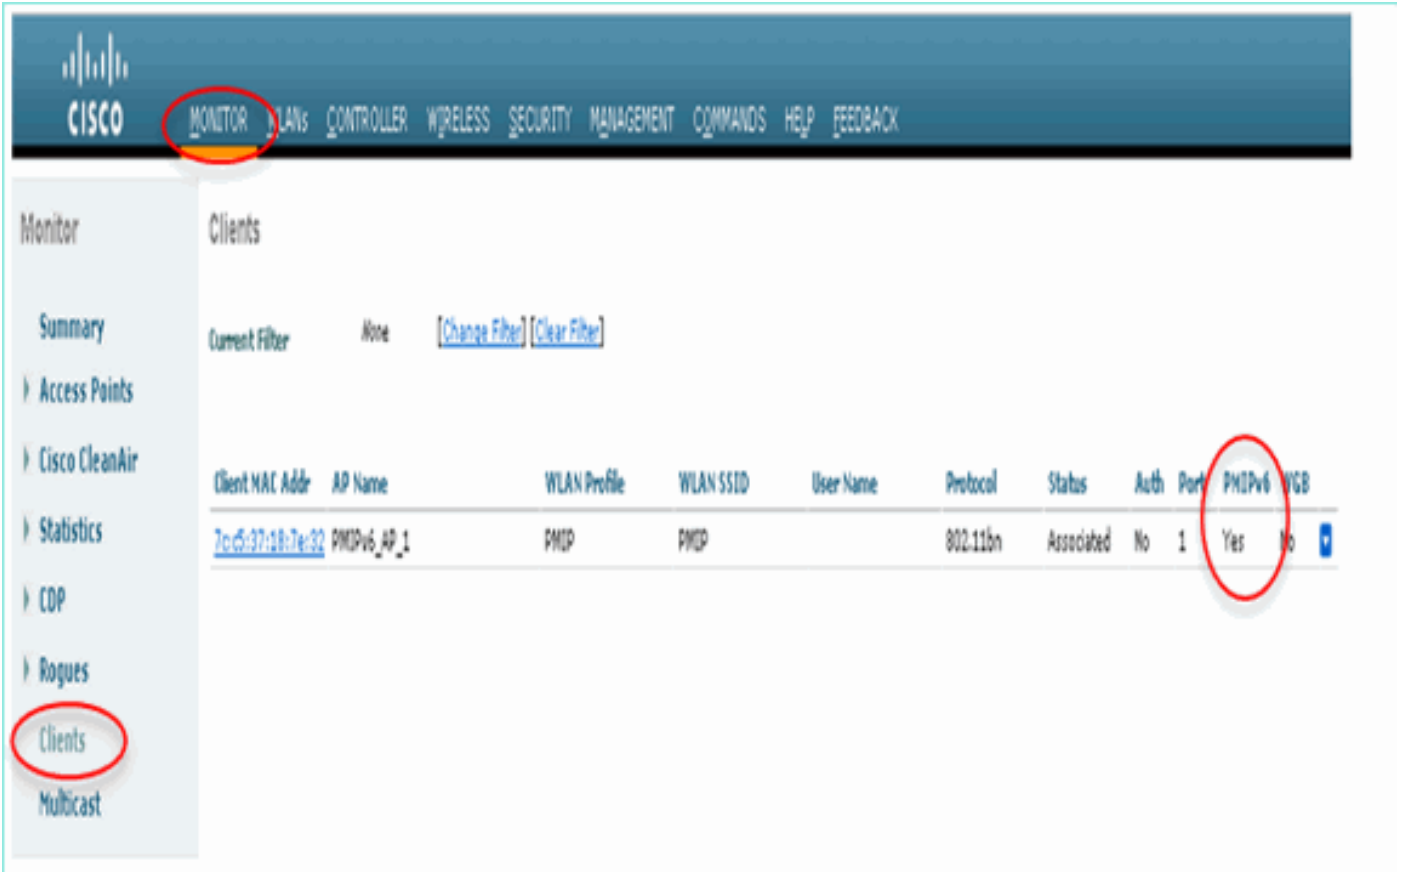 CISCO
MONITOR WLANs CONTROLLER WIRELESS SECURITY MANAGEMENT COMMANDS HELP FEEDBACK
Monitor
Summary
Access Points
Cisco CleanAir
Statistics
CDP
Rogues
Clients
Multicast
Clients
Current Filter None [Change Filter] [Clear Filter]
Client MAC Addr AP Name WLAN Profile WLAN SSID User Name Protocol Status Auth Port PMIPv6 WGB
7c:c5:37:18:7e:32 PMIPv6_AP_1 PMIP PMIP 802.11bn Associated No 1 Yes No